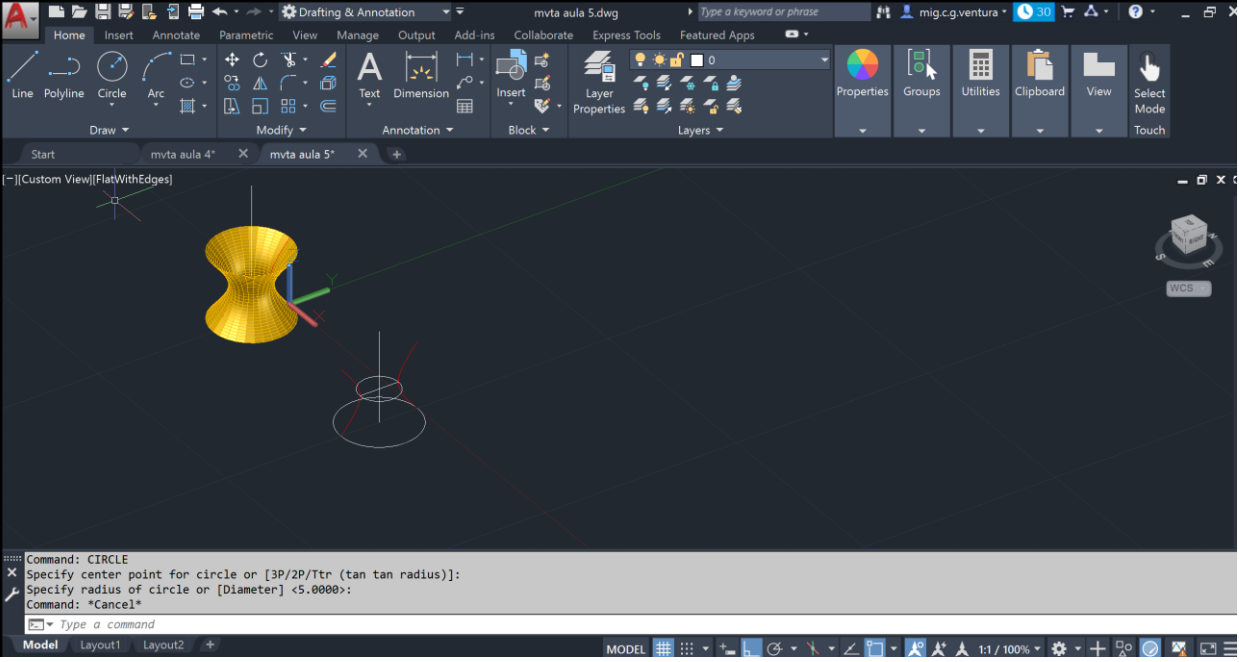 A
Drafting & Annotation
mvta aula 5.dwg
Type a keyword or phrase
mig.c.g.ventura
30
?
Home Insert Annotate Parametric View Manage Output Add-ins Collaborate Express Tools Featured Apps
Line Polyline Circle Arc
A
Text Dimension
Insert
Layer
Properties
0
Properties Groups Utilities Clipboard View
Select
Mode
Draw Modify Annotation Block Layers Touch
Start mvta aula 4* mvta aula 5* +
[−][Custom View][FlatWithEdges]
S E
WCS
Y
X
Command: CIRCLE
Specify center point for circle or [3P/2P/Ttr (tan tan radius)]:
Specify radius of circle or [Diameter] <5.0000>:
Command: *Cancel*
Type a command
Model Layout1 Layout2 +
MODEL 1:1 / 100%